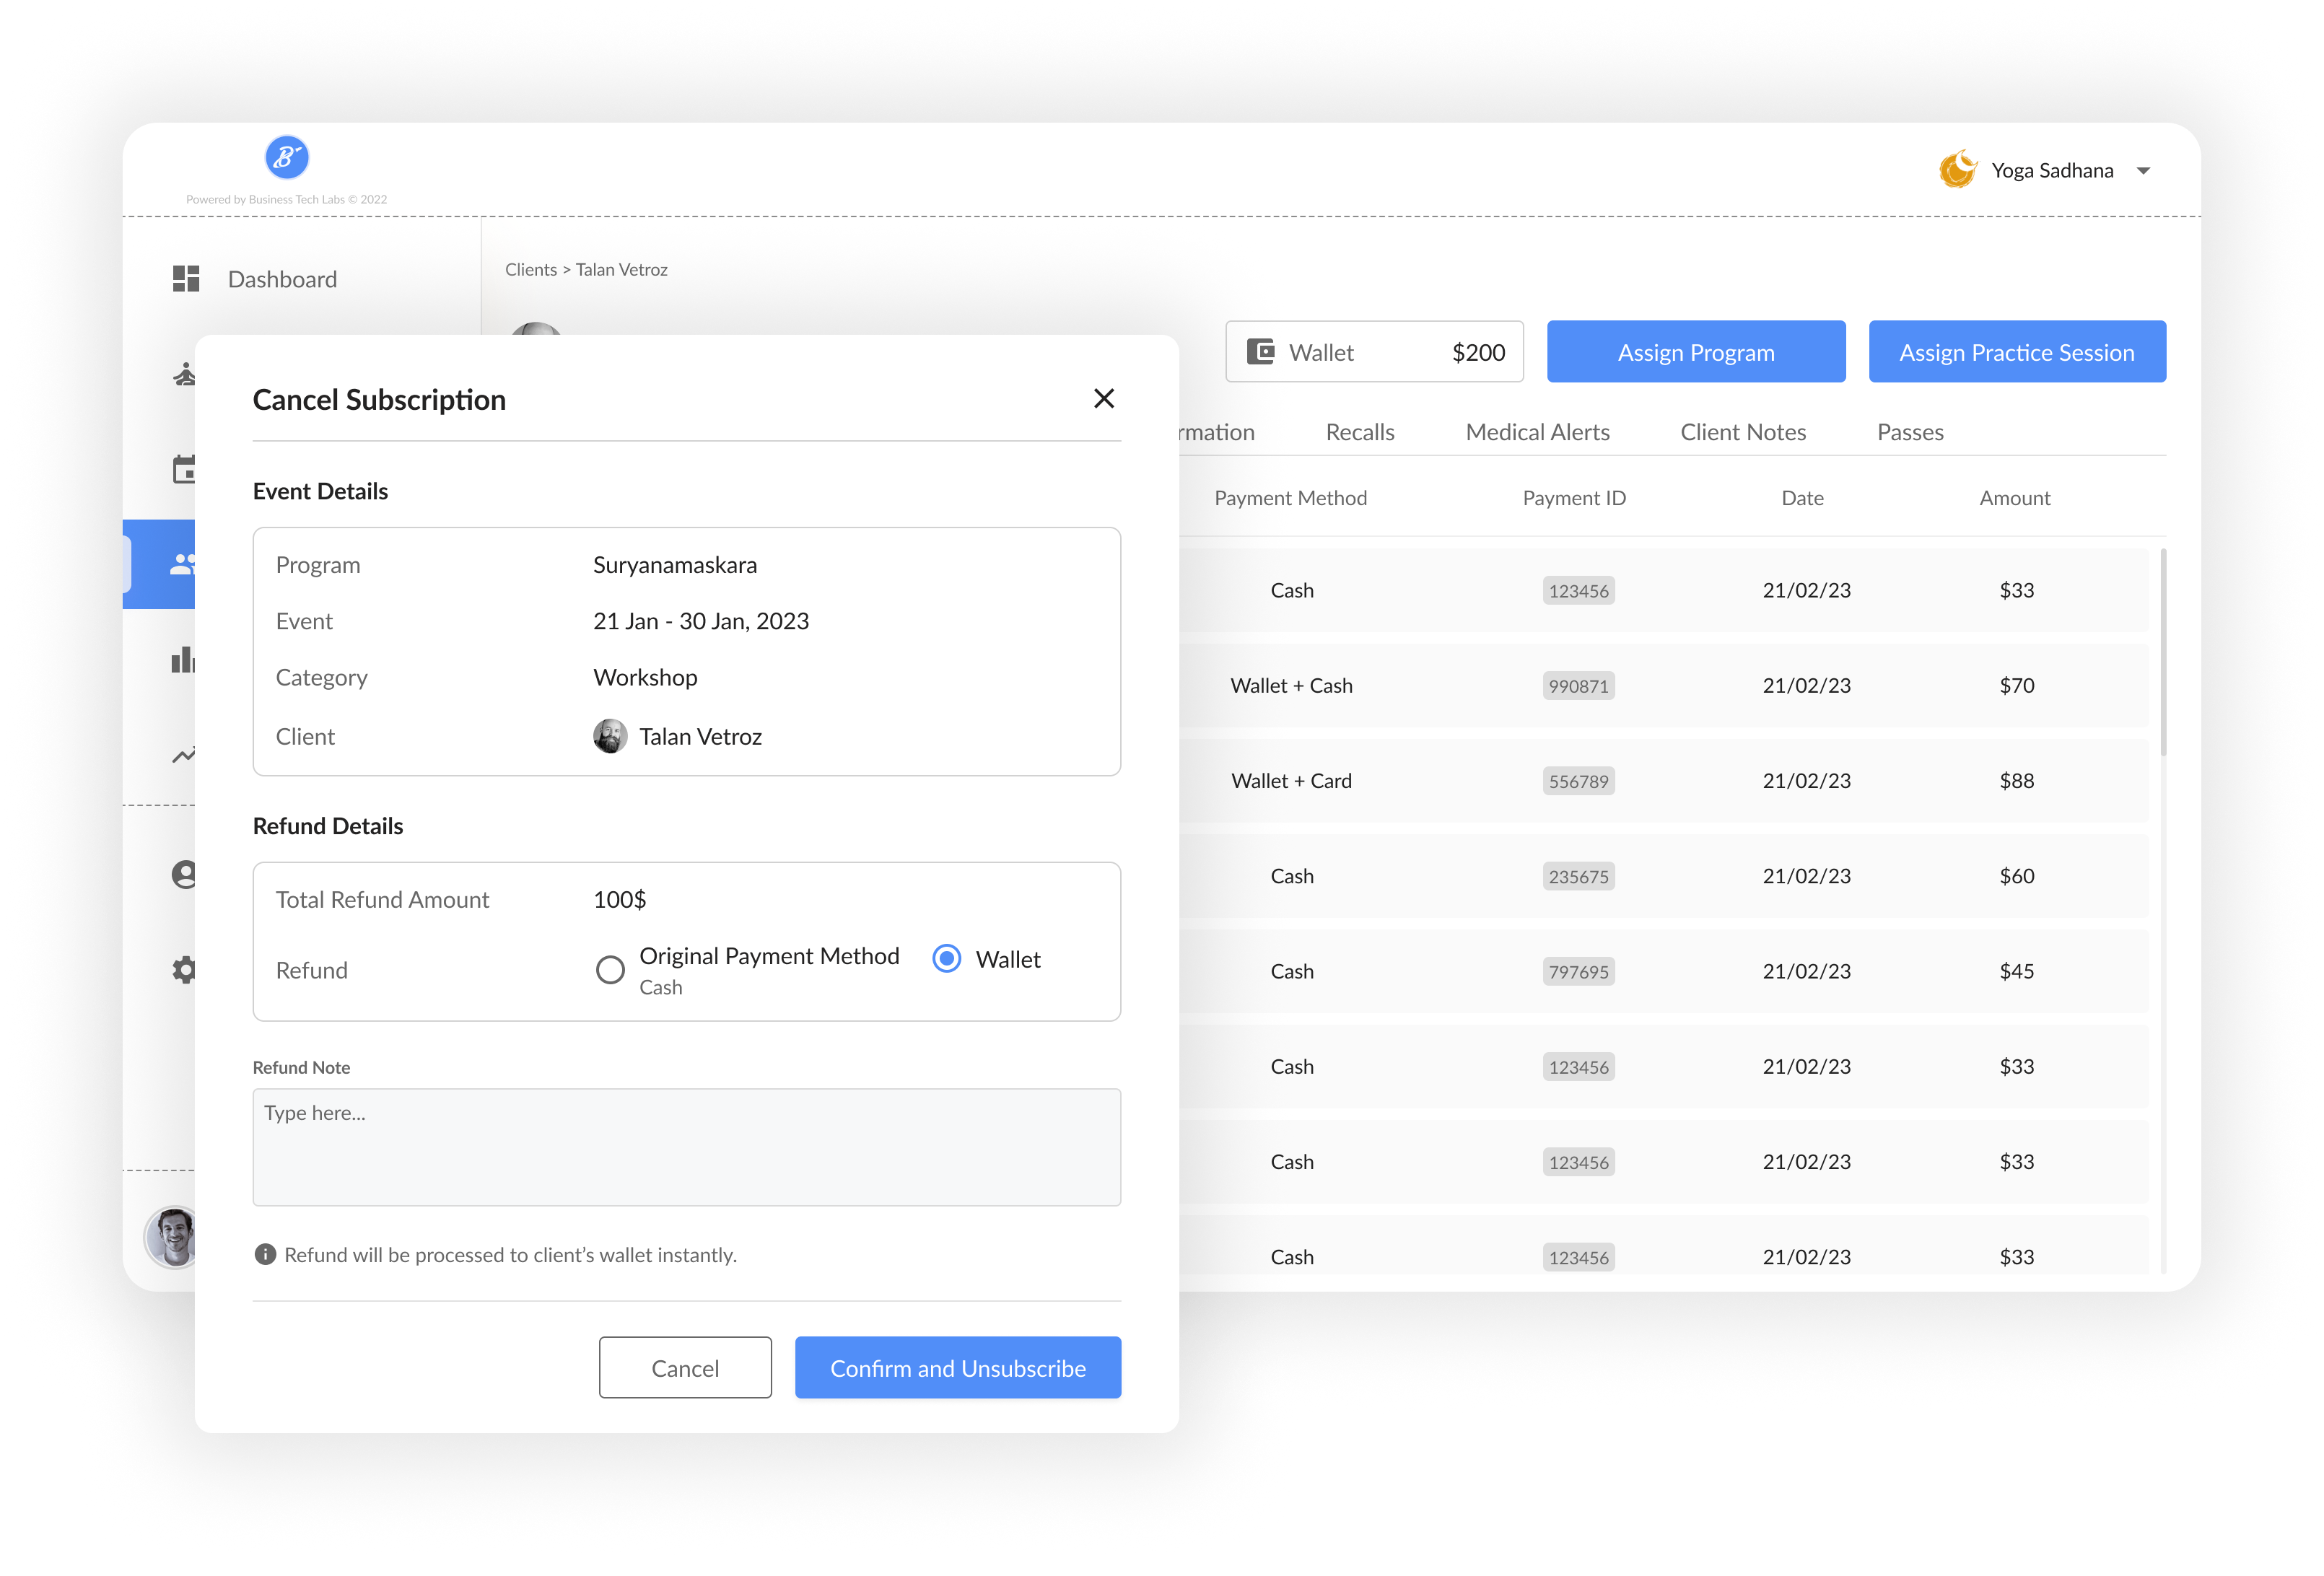 B
Powered by Business Tech Labs © 2022
Yoga Sadhana
Dashboard
Clients > Talan Vetroz
Wallet $200
Assign Program
Assign Practice Session
rmation Recalls Medical Alerts Client Notes Passes
Payment Method Payment ID Date Amount
Cash 123456 21/02/23 $33
Wallet + Cash 990871 21/02/23 $70
Wallet + Card 556789 21/02/23 $88
Cash 235675 21/02/23 $60
Cash 797695 21/02/23 $45
Cash 123456 21/02/23 $33
Cash 123456 21/02/23 $33
Cash 123456 21/02/23 $33
Cancel Subscription
Event Details
Program Suryanamaskara
Event 21 Jan - 30 Jan, 2023
Category Workshop
Client Talan Vetroz
Refund Details
Total Refund Amount 100$
Refund Original Payment Method Wallet
Cash
Refund Note
Type here...
Refund will be processed to client’s wallet instantly.
Cancel Confirm and Unsubscribe